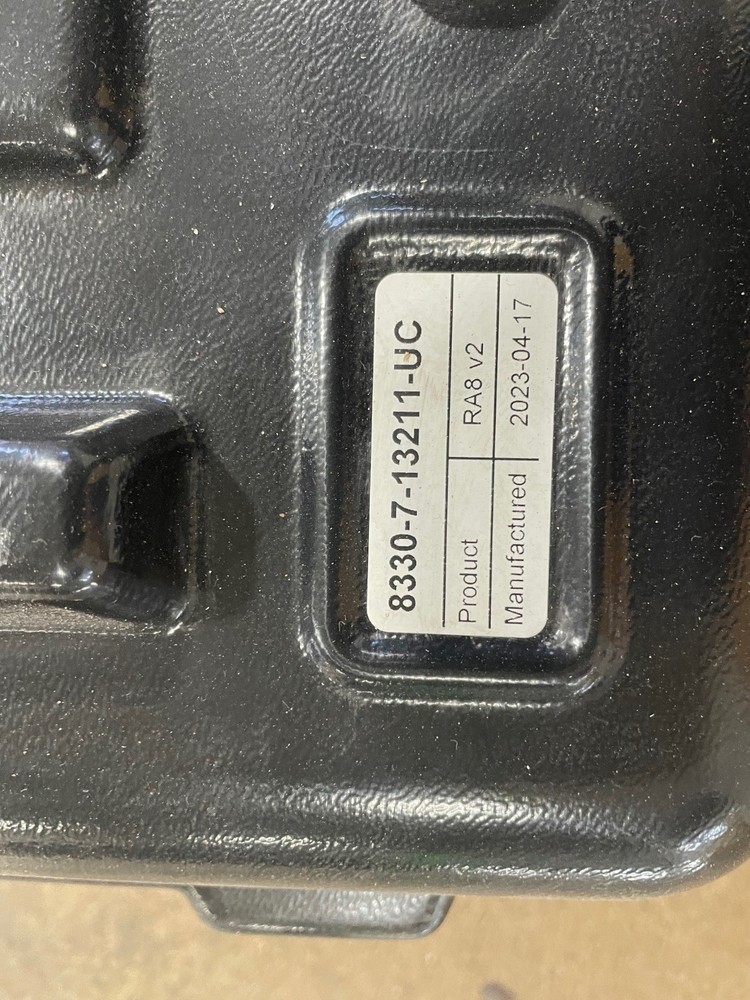 8330-7-13211-UC
Product RA8 v2
Manufactured 2023-04-17